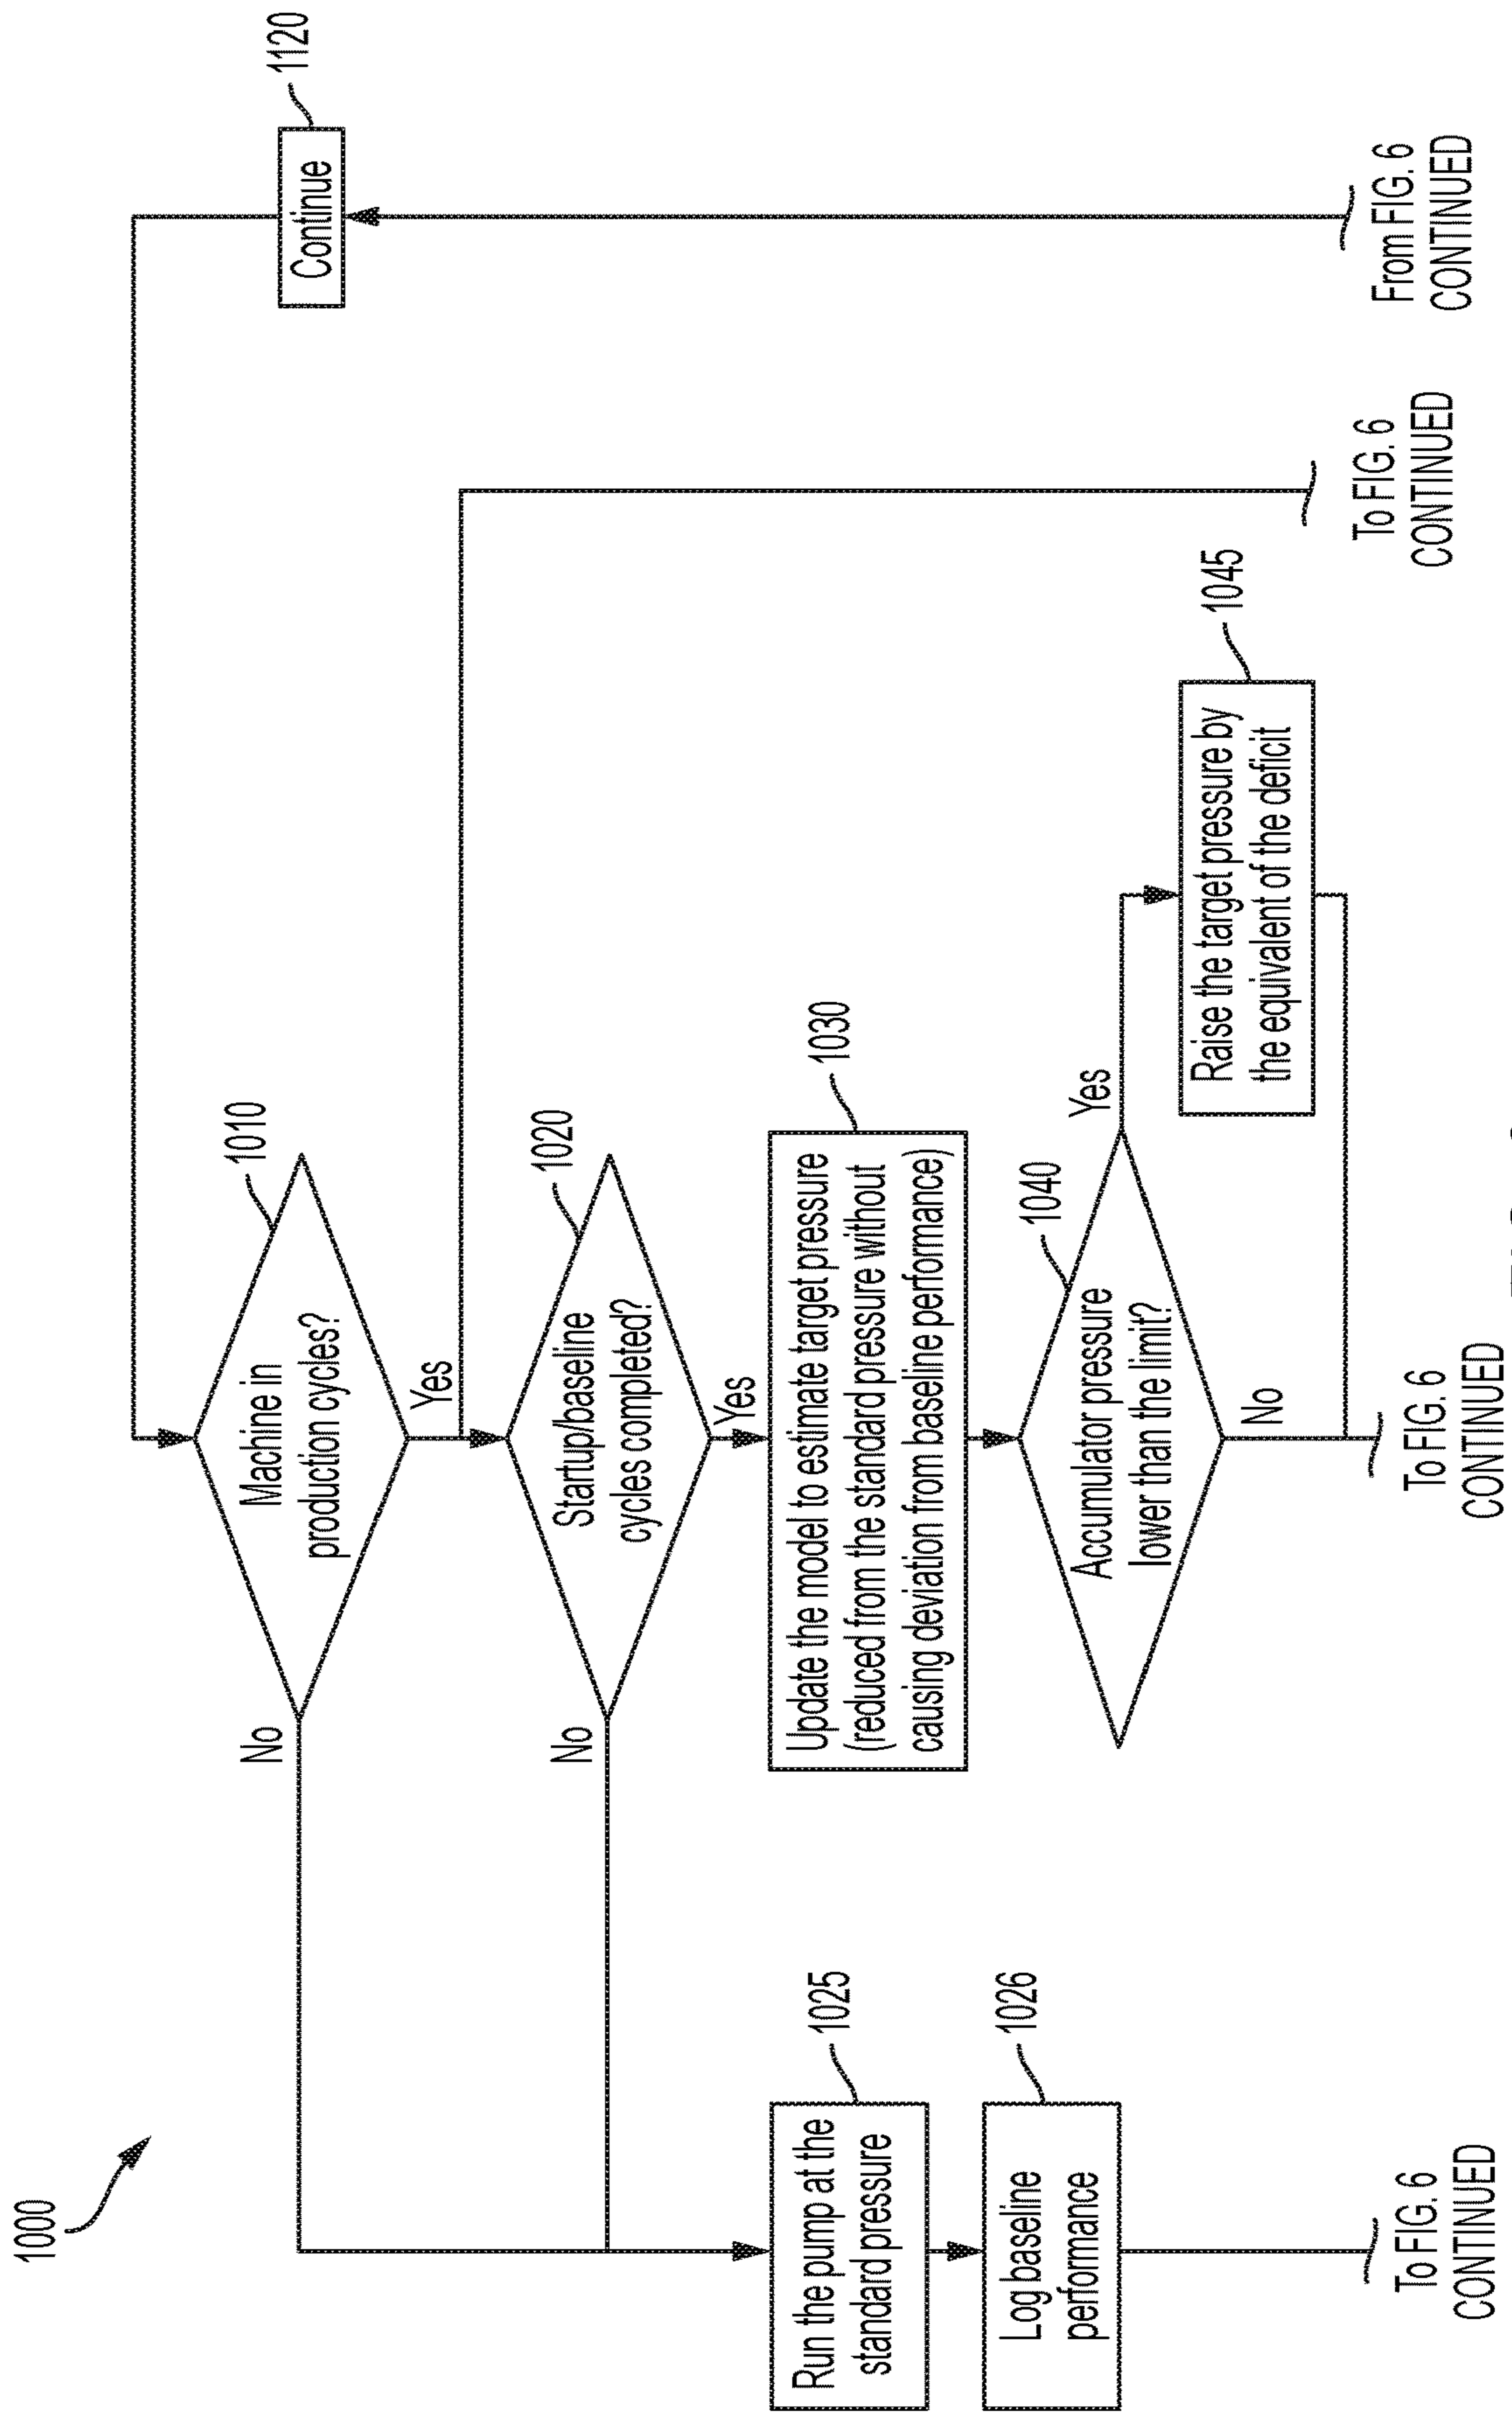 1000
1010
Machine in
production cycles?
No
Yes
1020
Startup/baseline
cycles completed?
No
Yes
1025
Run the pump at the
standard pressure
1026
Log baseline
performance
1030
Update the model to estimate target pressure
(reduced from the standard pressure without
causing deviation from baseline performance)
1040
Accumulator pressure
lower than the limit?
Yes
No
1045
Raise the target pressure by
the equivalent of the deficit
1120
Continue
To FIG. 6
CONTINUED
To FIG. 6
CONTINUED
To FIG. 6
CONTINUED
From FIG. 6
CONTINUED